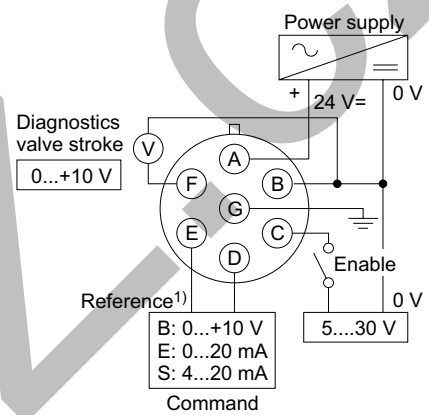 Power supply
+
24 V=
0 V
Diagnostics
valve stroke
V
0...+10 V
A
F
B
G
E
C
D
Enable
Reference1)
0 V
B: 0...+10 V
E: 0...20 mA
S: 4...20 mA
5....30 V
Command